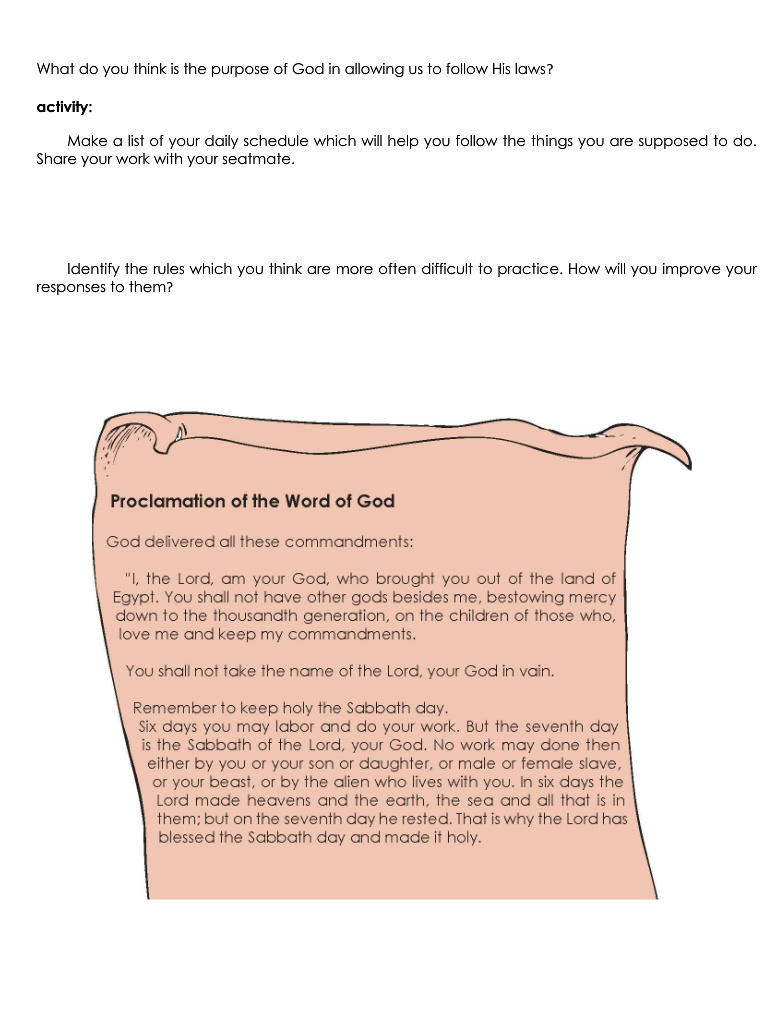 What do you think is the purpose of God in allowing us to follow His laws?
activity:
Make a list of your daily schedule which will help you follow the things you are supposed to do.
Share your work with your seatmate.
Identify the rules which you think are more often difficult to practice. How will you improve your
responses to them?
Proclamation of the Word of God
God delivered all these commandments:
"I, the Lord, am your God, who brought you out of the land of
Egypt. You shall not have other gods besides me, bestowing mercy
down to the thousandth generation, on the children of those who,
love me and keep my commandments.
You shall not take the name of the Lord, your God in vain.
Remember to keep holy the Sabbath day.
Six days you may labor and do your work. But the seventh day
is the Sabbath of the Lord, your God. No work may done then
either by you or your son or daughter, or male or female slave,
or your beast, or by the alien who lives with you. In six days the
Lord made heavens and the earth, the sea and all that is in
them; but on the seventh day he rested. That is why the Lord has
blessed the Sabbath day and made it holy.